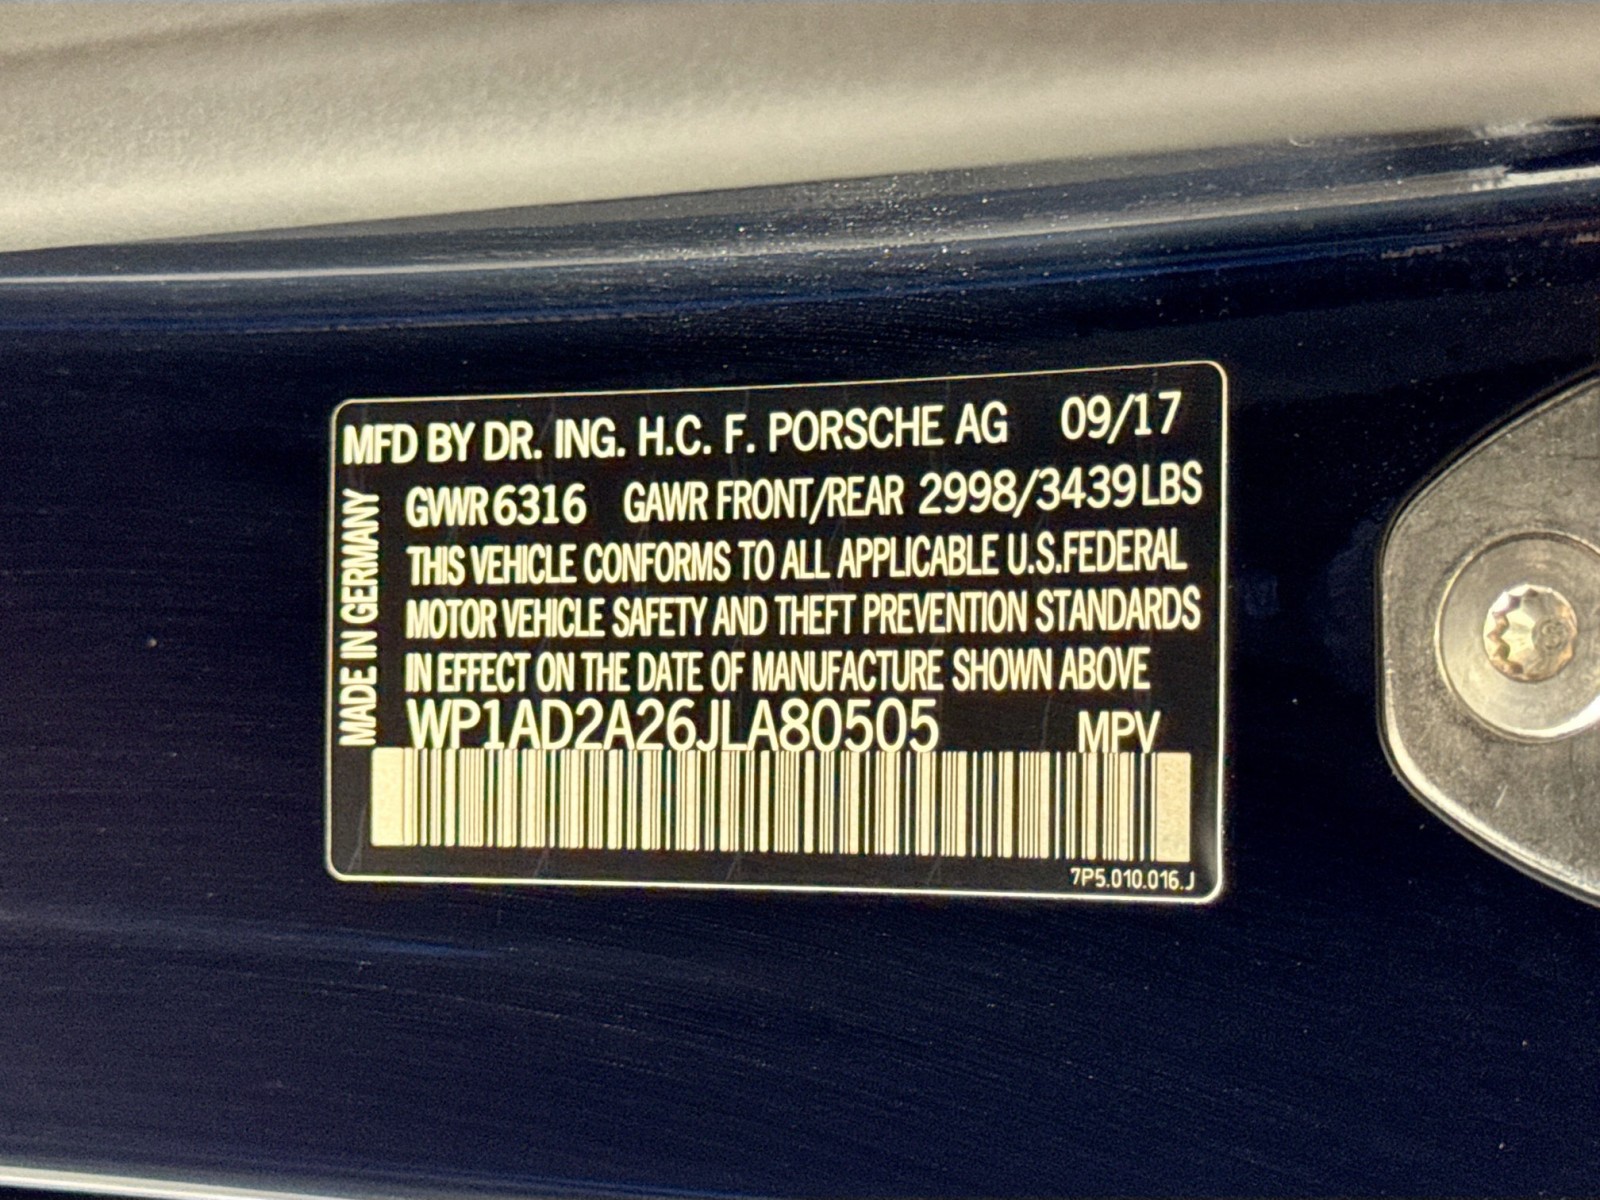 MFD BY DR. ING. H.C. F. PORSCHE AG 09/17
GVWR 6316 GAWR FRONT/REAR 2998/3439 LBS
THIS VEHICLE CONFORMS TO ALL APPLICABLE U.S.FEDERAL
MOTOR VEHICLE SAFETY AND THEFT PREVENTION STANDARDS
IN EFFECT ON THE DATE OF MANUFACTURE SHOWN ABOVE
WP1AD2A26JLA80505 MPV
7P5.010.016.J
MADE IN GERMANY